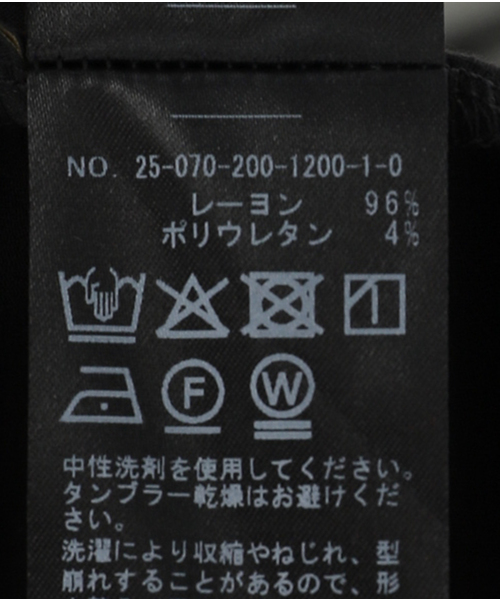 NO. 25-070-200-1200-1-0
レーヨン 96%
ポリウレタン 4%
F W
中性洗剤を使用してください。
タンブラー乾燥はお避けくだ
さい。
洗濯により収縮やねじれ、型
崩れすることがあるので、形